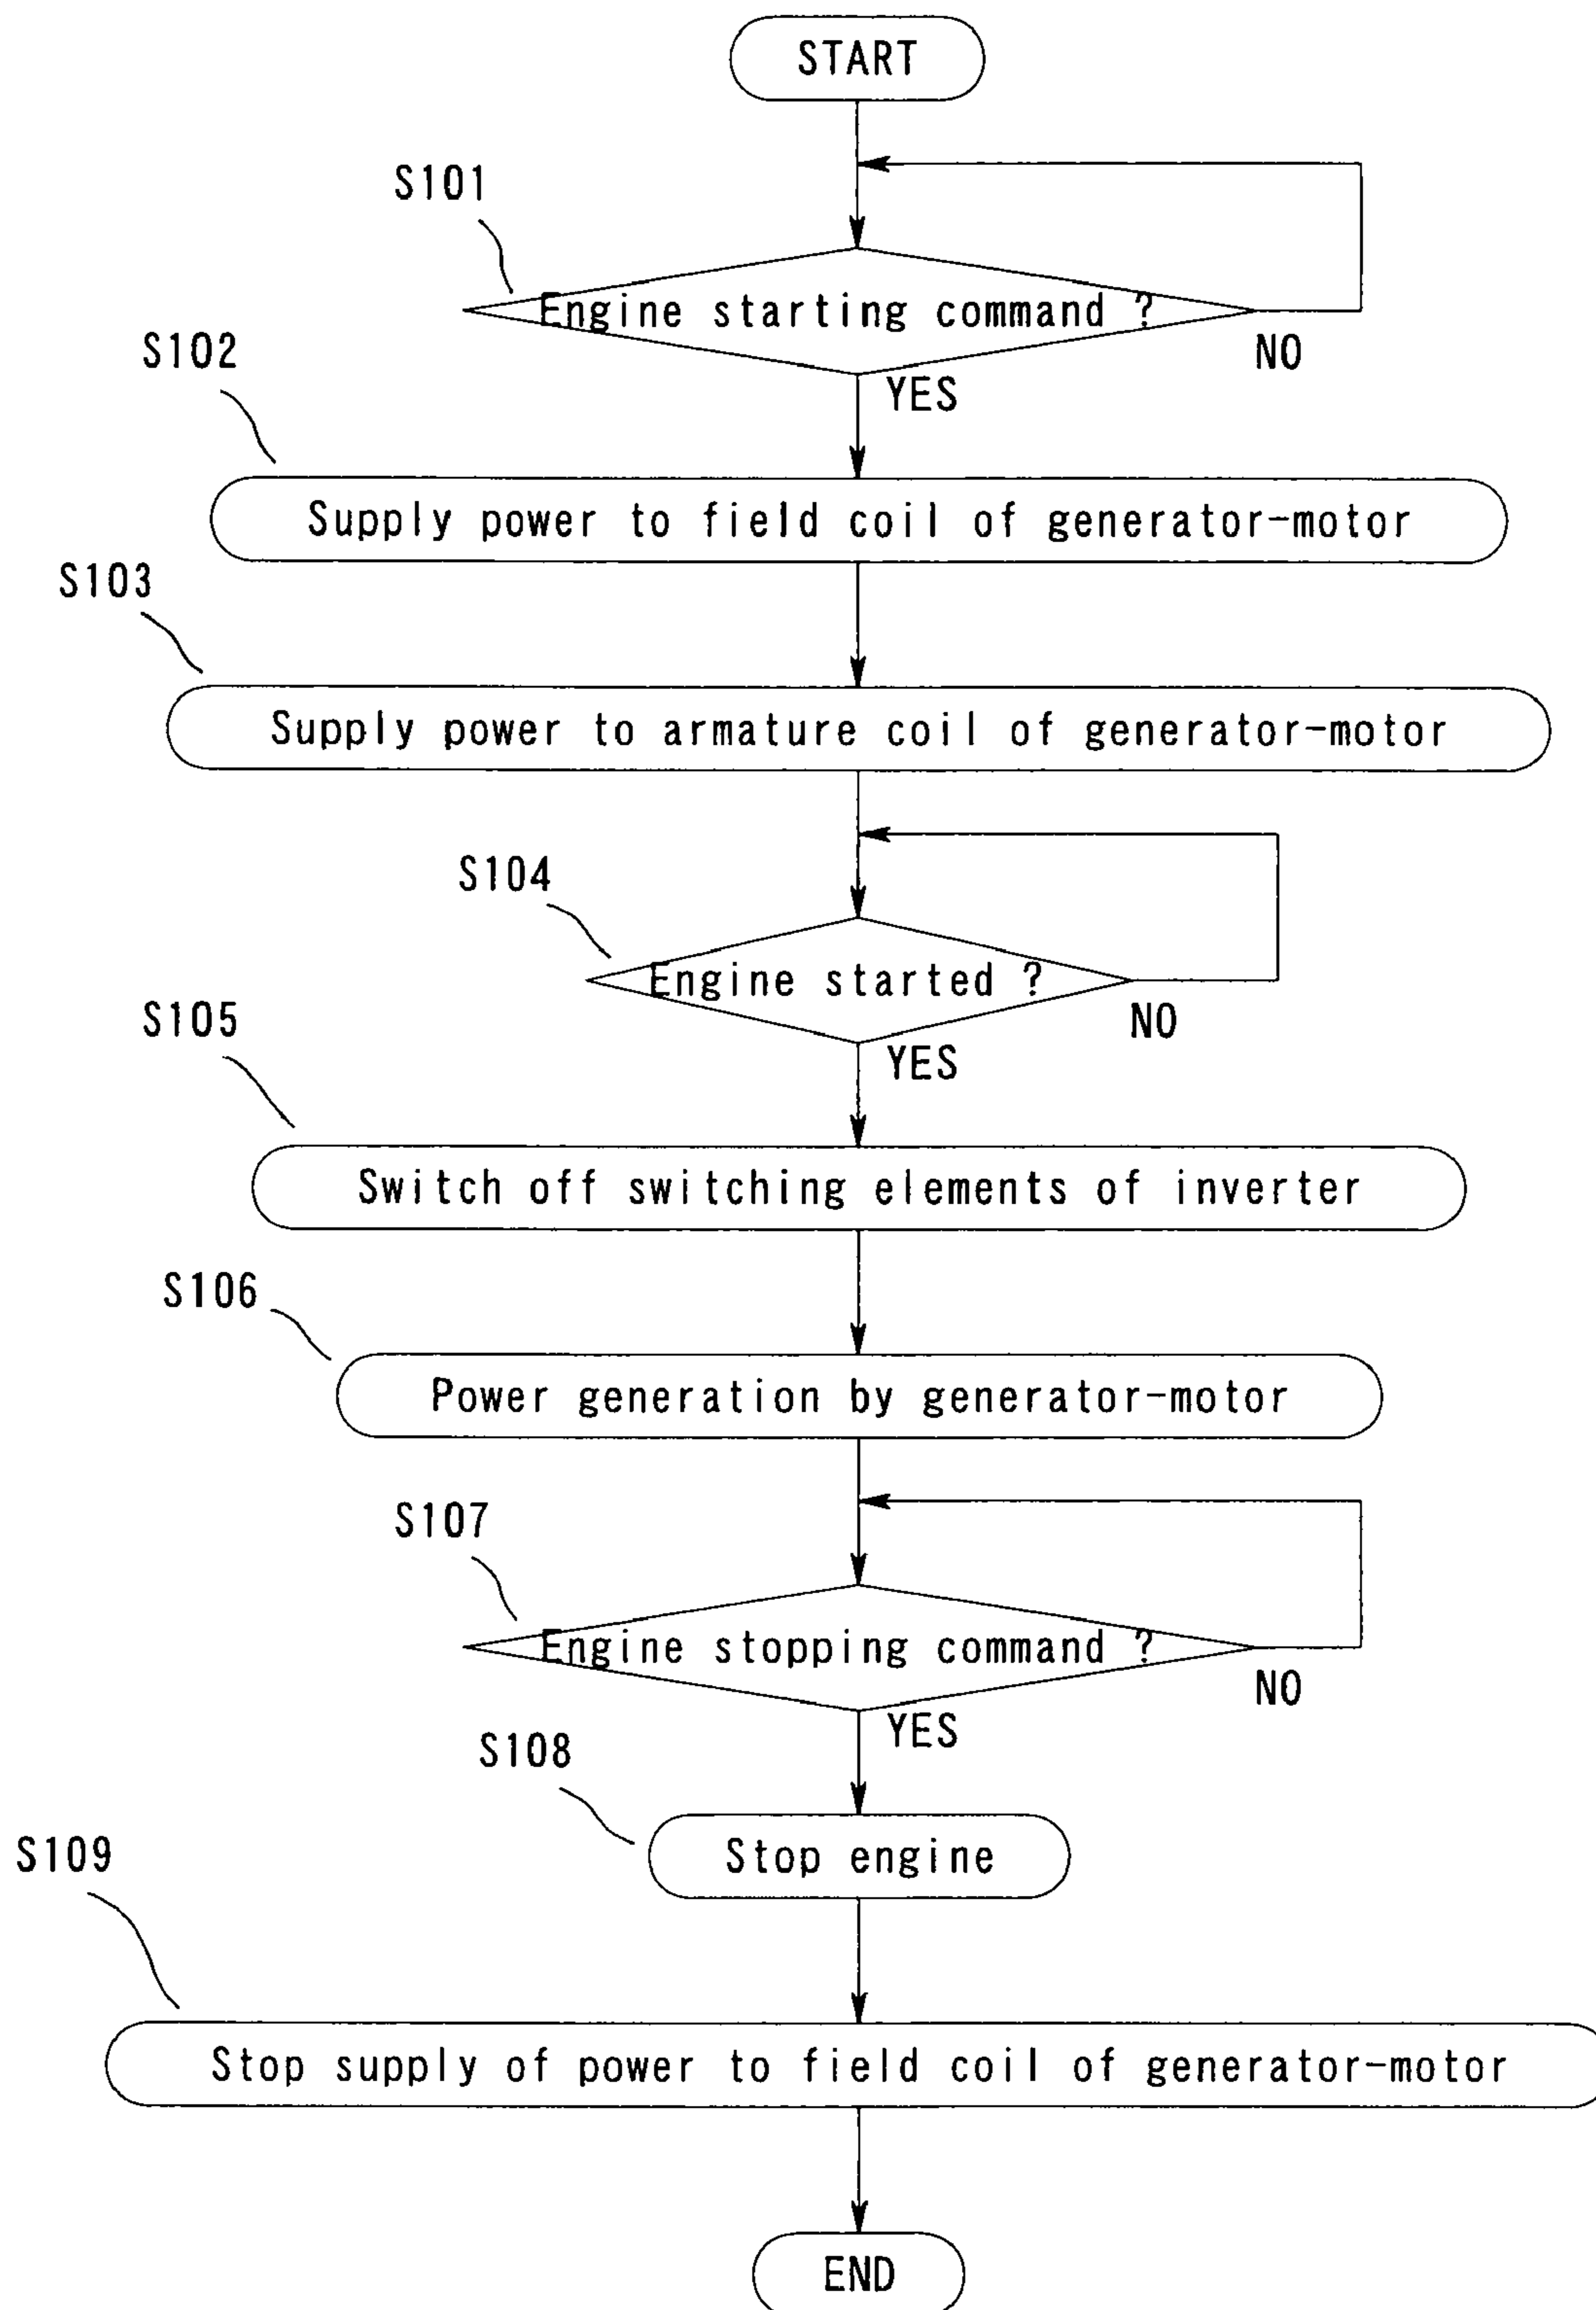 START
S101
Engine starting command ?
NO
S102
YES
Supply power to field coil of generator-motor
S103
Supply power to armature coil of generator-motor
S104
Engine started ?
NO
S105
YES
Switch off switching elements of inverter
S106
Power generation by generator-motor
S107
Engine stopping command ?
NO
YES
S108
Stop engine
S109
Stop supply of power to field coil of generator-motor
END